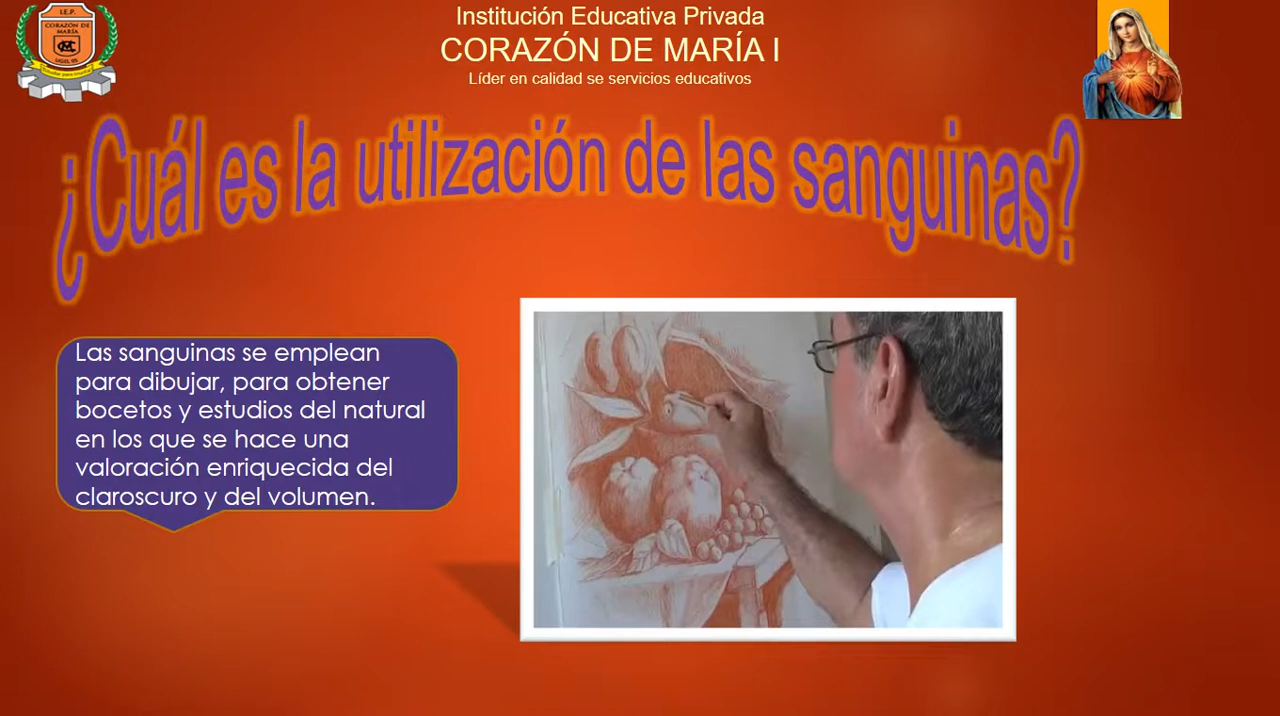 I.E.P.
CORAZÓN DE
MARÍA
UGEL 06
Institución Educativa Privada
CORAZÓN DE MARÍA I
Líder en calidad se servicios educativos
¿Cuál es la utilización de las sanguinas?
Las sanguinas se emplean
para dibujar, para obtener
bocetos y estudios del natural
en los que se hace una
valoración enriquecida del
claroscuro y del volumen.